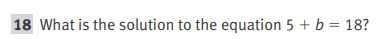 18 What is the solution to the equation 5 + b = 18?